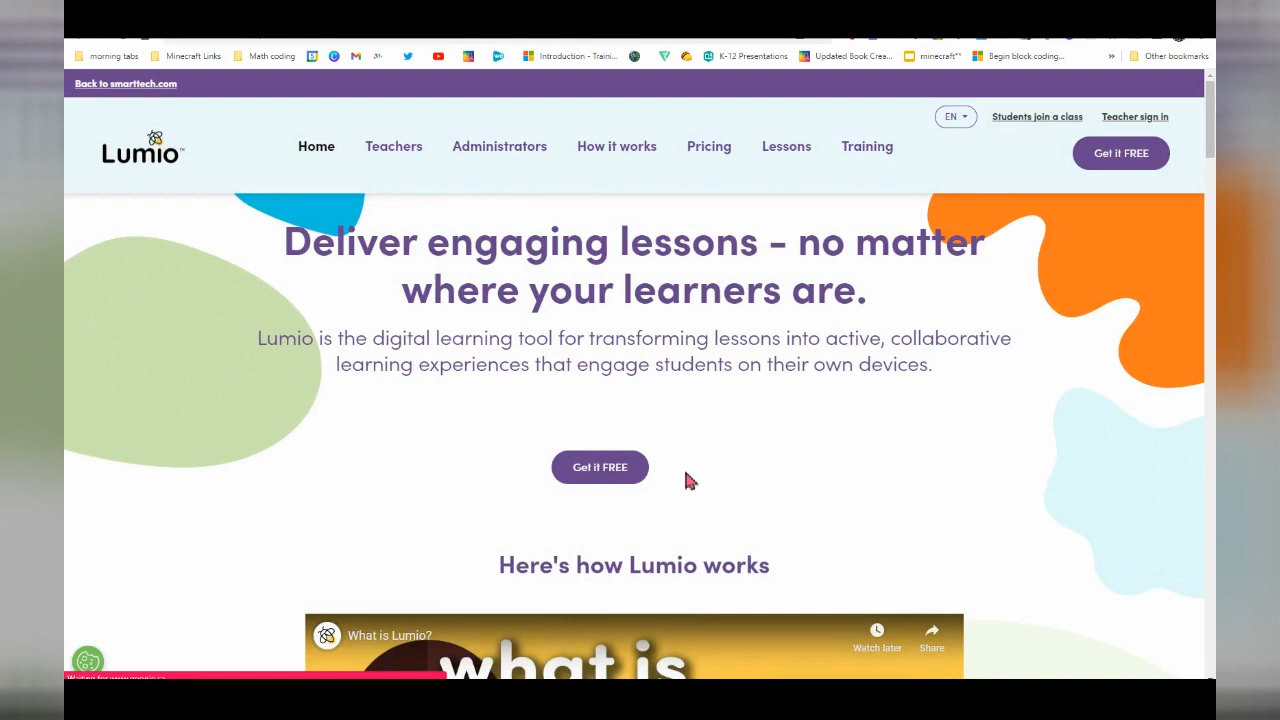 morning tabs
Minecraft Links
Math coding
Introduction - Traini...
K-12 Presentations
Updated Book Crea...
minecraft**
Begin block coding...
»
Other bookmarks
Back to smarttech.com
EN
Students join a class
Teacher sign in
Lumio™
Home
Teachers
Administrators
How it works
Pricing
Lessons
Training
Get it FREE
Deliver engaging lessons - no matter
where your learners are.
Lumio is the digital learning tool for transforming lessons into active, collaborative
learning experiences that engage students on their own devices.
Get it FREE
Here's how Lumio works
What is Lumio?
Watch later
Share
what is